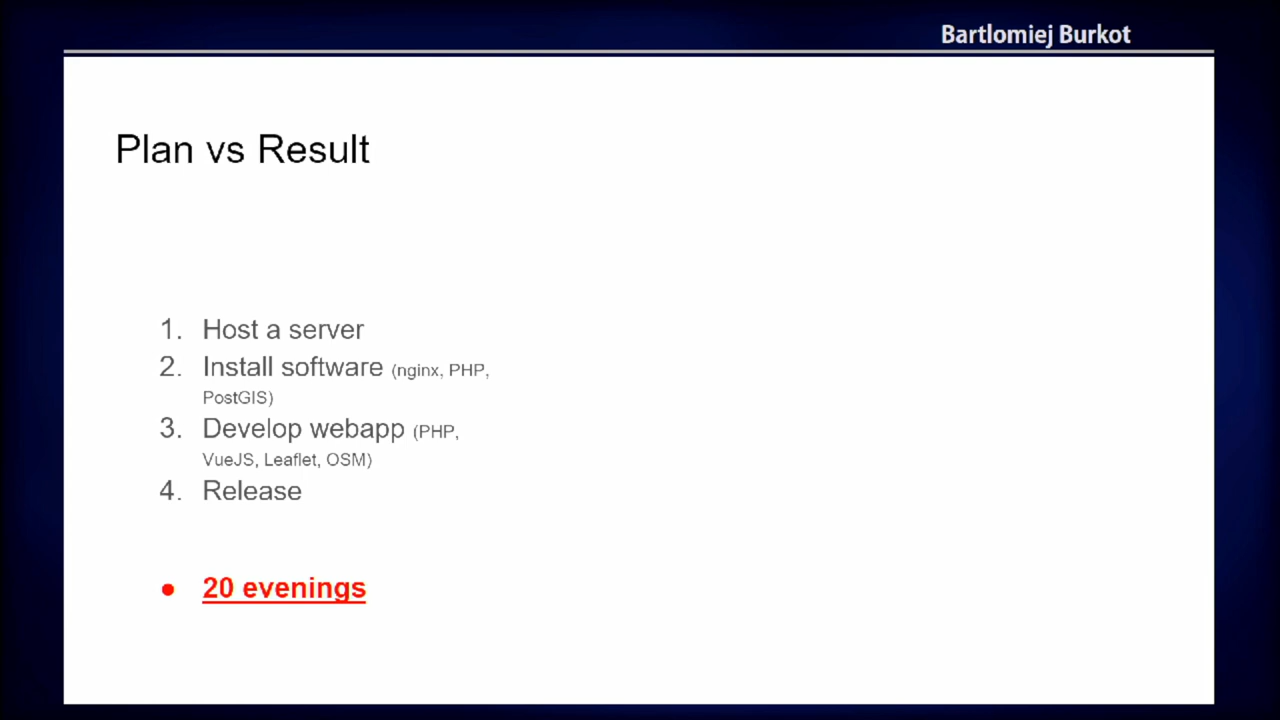 Bartlomiej Burkot
Plan vs Result
1. Host a server
2. Install software (nginx, PHP,
PostGIS)
3. Develop webapp (PHP,
VueJS, Leaflet, OSM)
4. Release
● 20 evenings